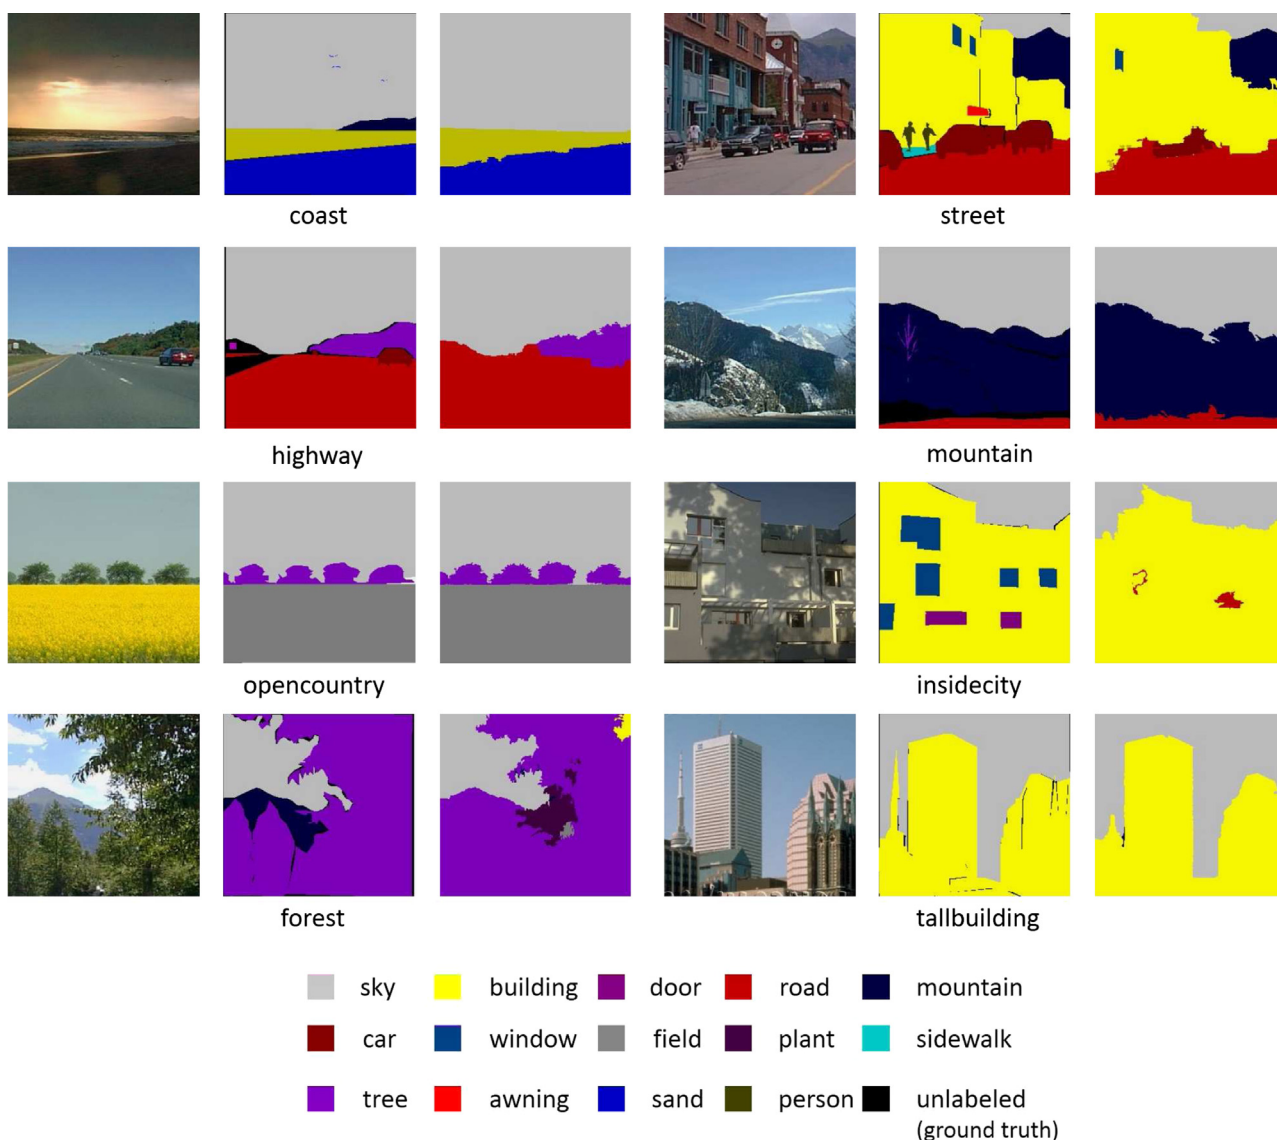 coast
street
highway
mountain
opencountry
insidecity
forest
tallbuilding
sky building door road mountain
car window field plant sidewalk
tree awning sand person unlabeled
(ground truth)